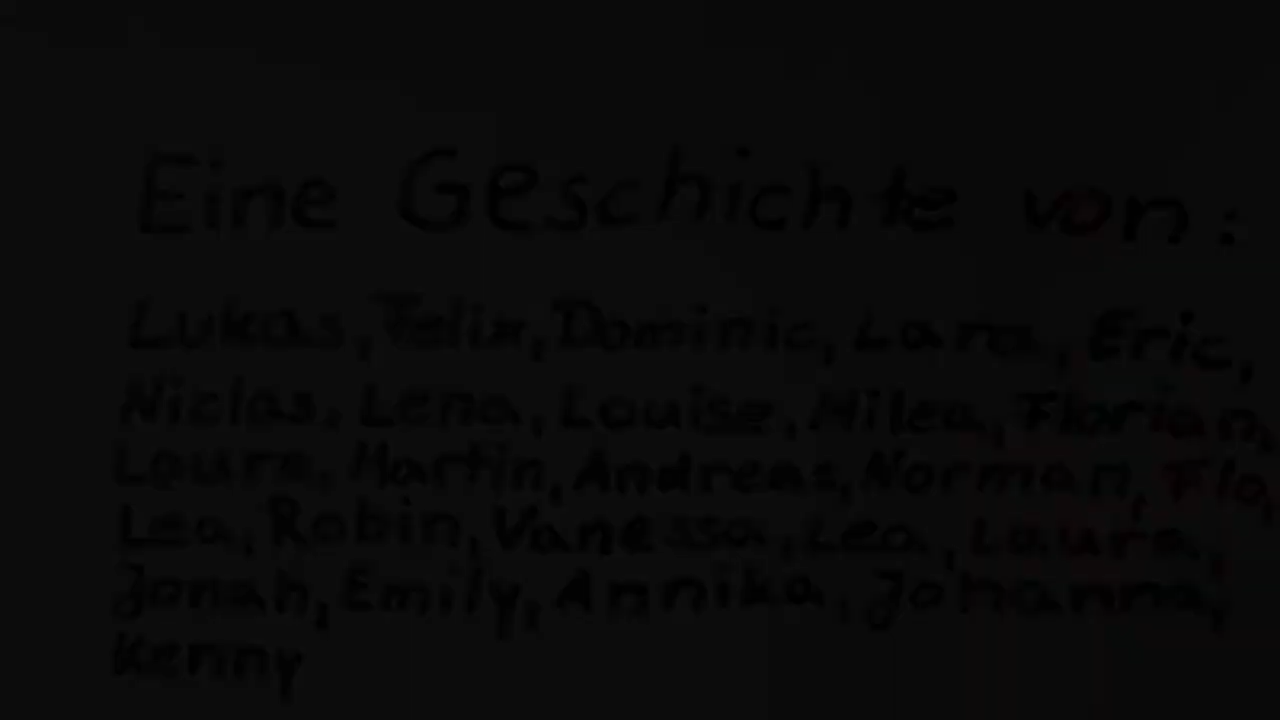 Eine Geschichte von:
Lukas, Felix, Dominic, Lara, Eric,
Niclas, Lena, Louise, Milea, Florian,
Laura, Martin, Andreas, Norman, Flo,
Lea, Robin, Vanessa, Lea, Laura,
Jonah, Emily, Annika, Johanna,
Kenny